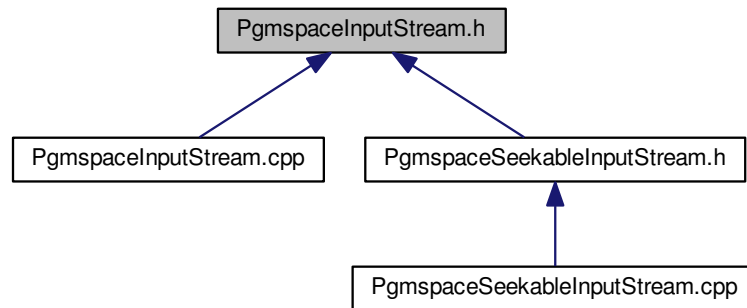 PgmspaceInputStream.h
PgmspaceInputStream.cpp
PgmspaceSeekableInputStream.h
PgmspaceSeekableInputStream.cpp